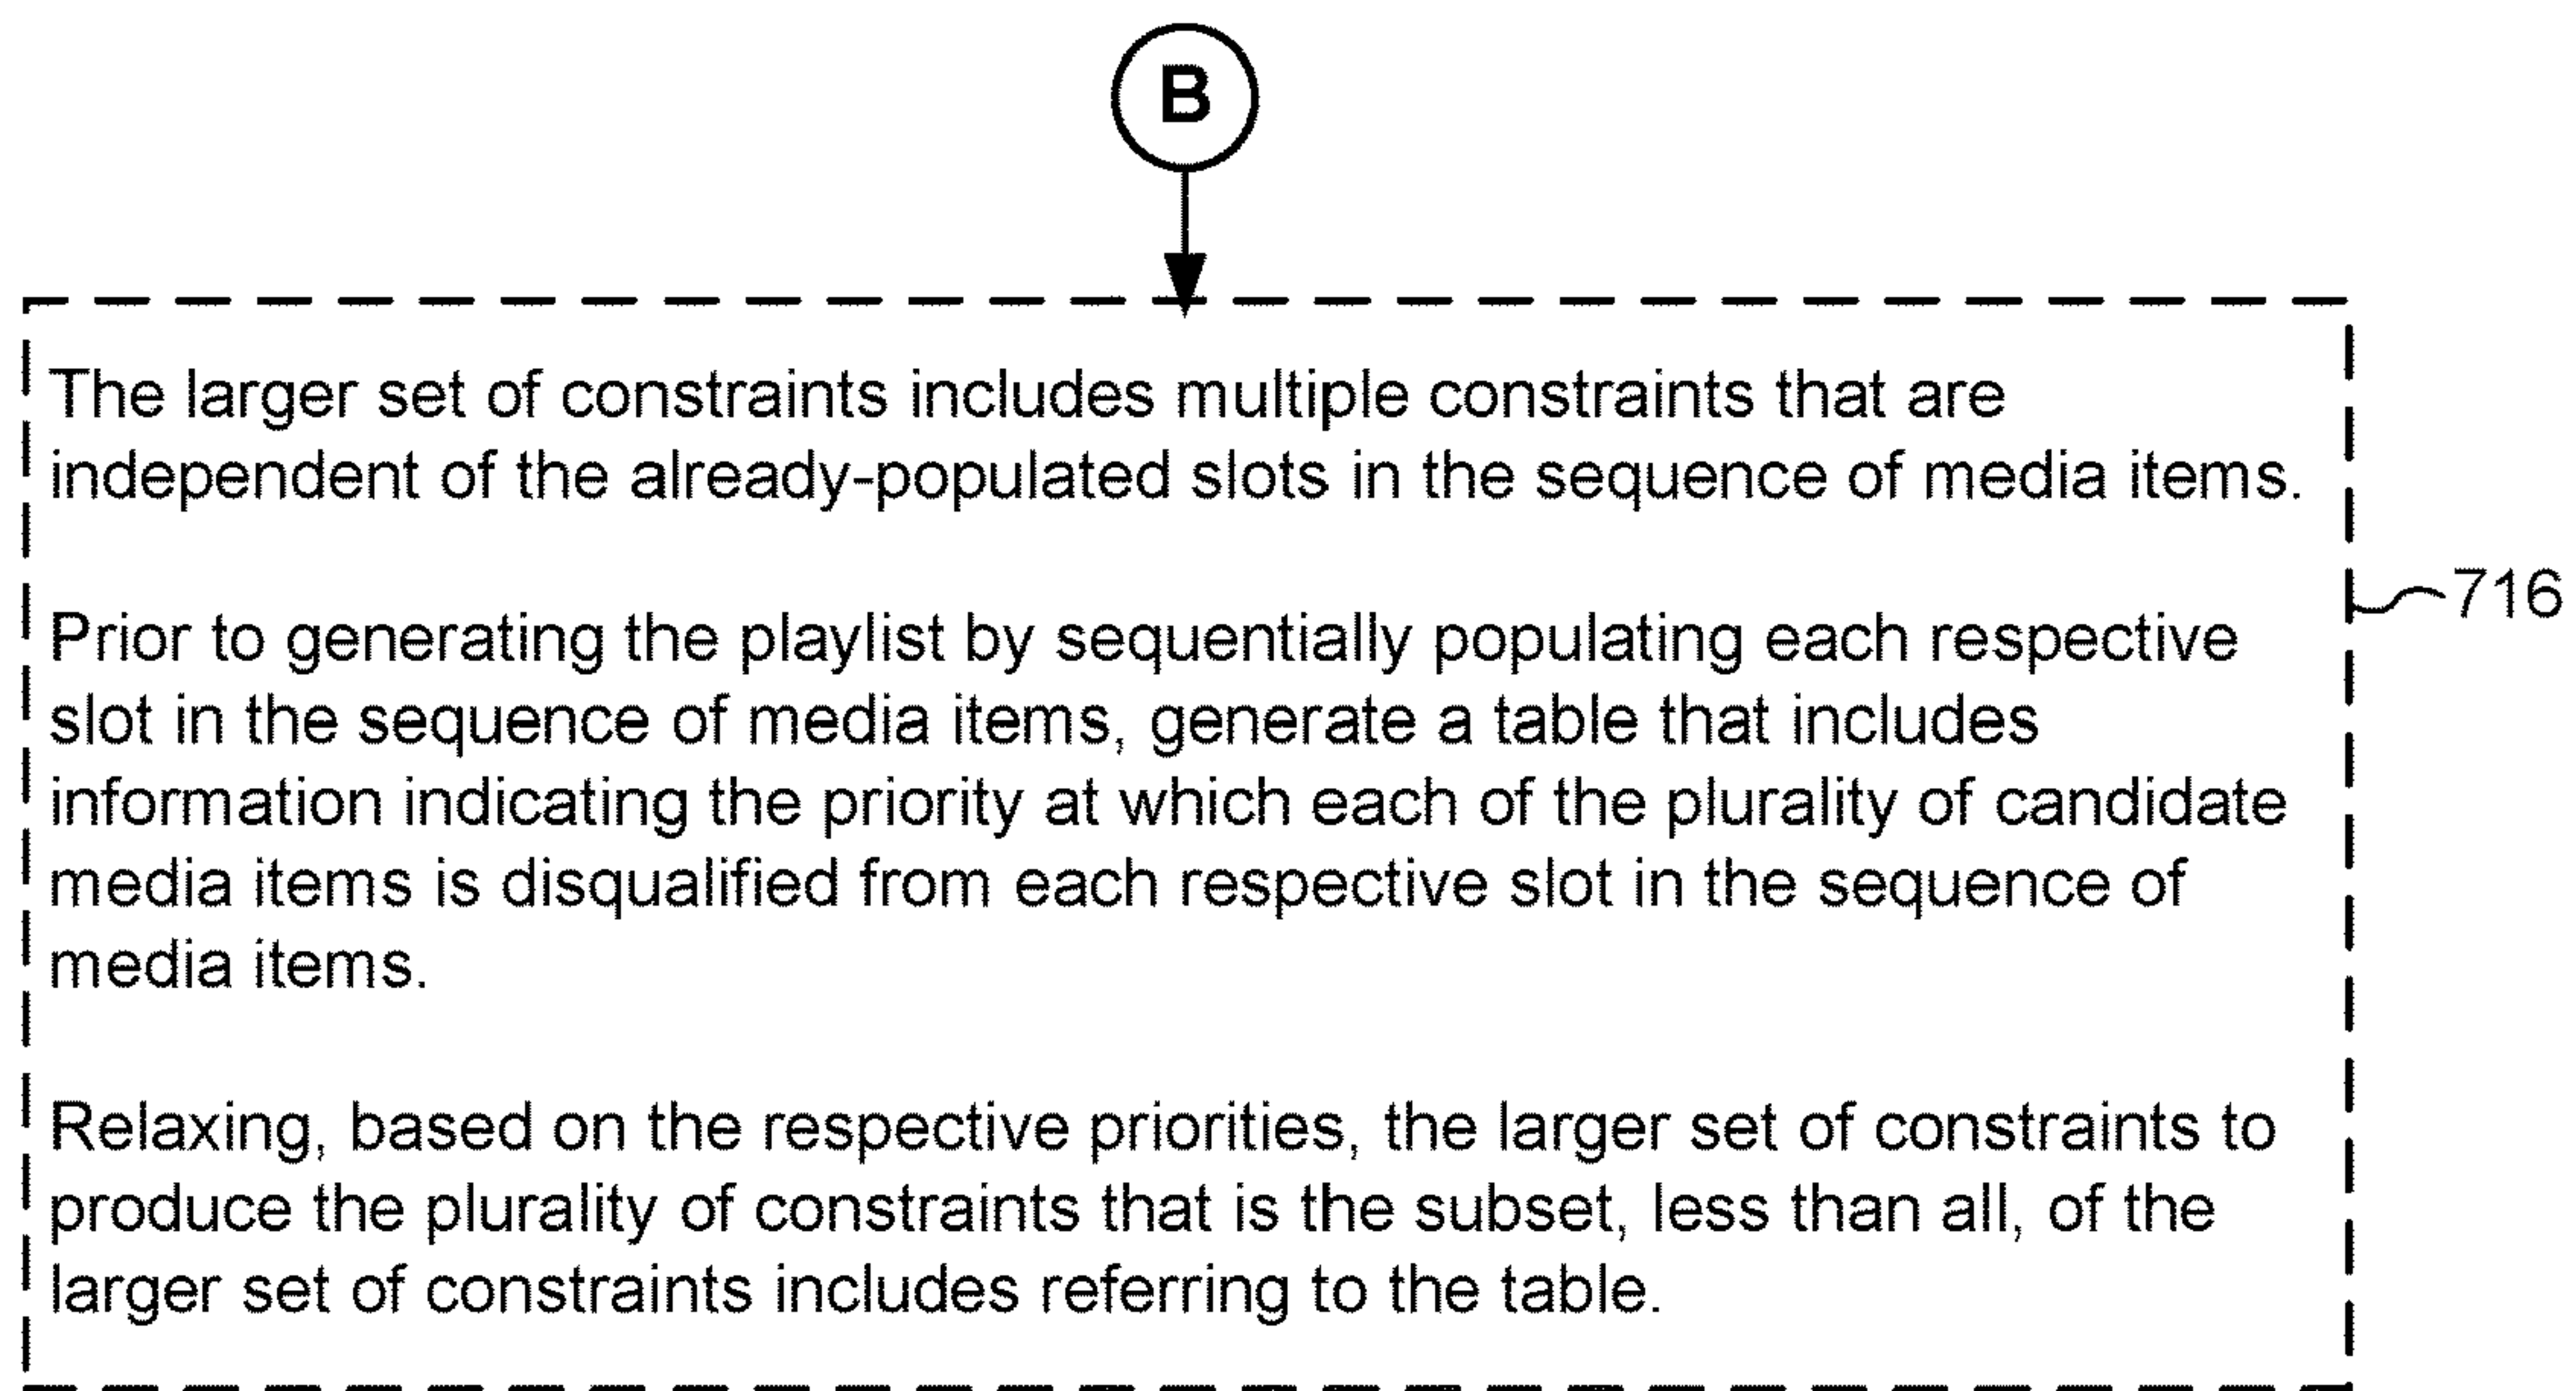 B
The larger set of constraints includes multiple constraints that are
independent of the already-populated slots in the sequence of media items.
716
Prior to generating the playlist by sequentially populating each respective
slot in the sequence of media items, generate a table that includes
information indicating the priority at which each of the plurality of candidate
media items is disqualified from each respective slot in the sequence of
media items.
Relaxing, based on the respective priorities, the larger set of constraints to
produce the plurality of constraints that is the subset, less than all, of the
larger set of constraints includes referring to the table.